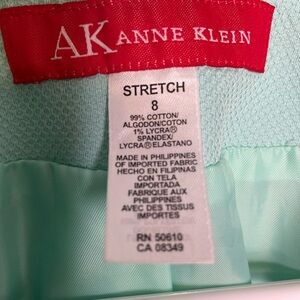 AK ANNE KLEIN
STRETCH
8
99% COTTON/
ALGODON/COTON
1% LYCRA®
SPANDEX/
LYCRA® ELASTANO
MADE IN PHILIPPINES
OF IMPORTED FABRIC
HECHO EN FILIPINAS
CON TELA
IMPORTADA
FABRIQUE AUX
PHILIPPINES
AVEC DES TISSUS
IMPORTES
RN 50610
CA 08349